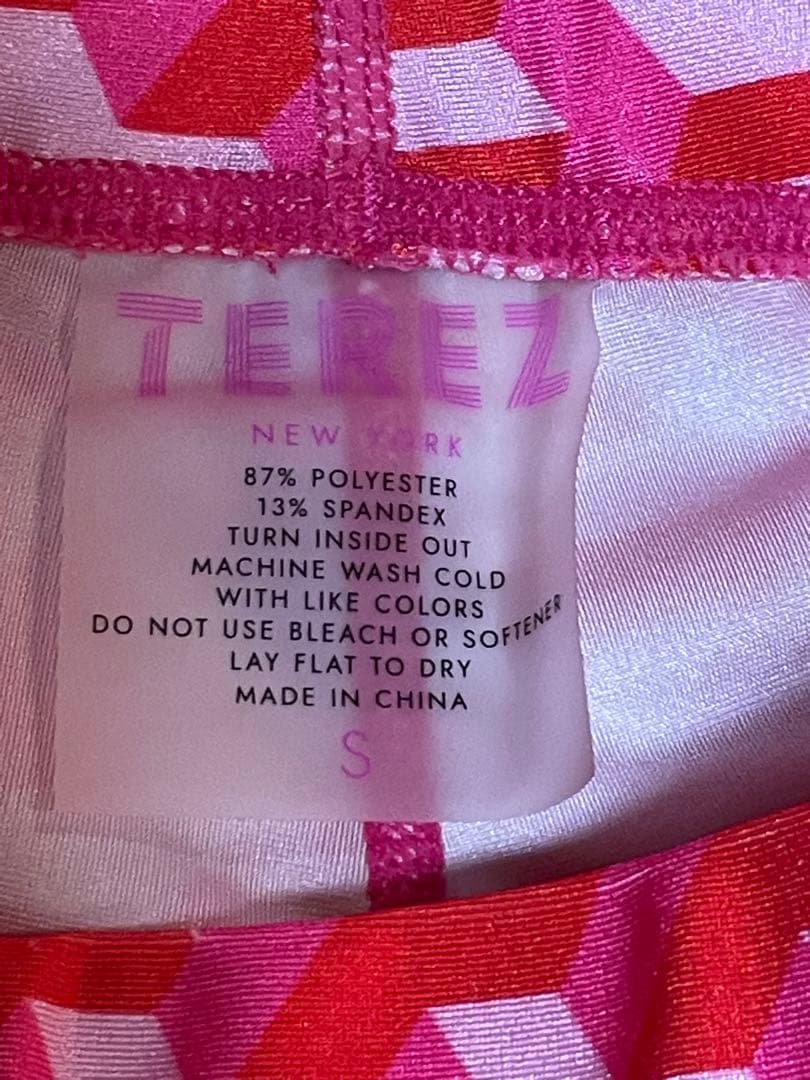 TEREZ
NEW YORK
87% POLYESTER
13% SPANDEX
TURN INSIDE OUT
MACHINE WASH COLD
WITH LIKE COLORS
DO NOT USE BLEACH OR SOFTENER
LAY FLAT TO DRY
MADE IN CHINA
S